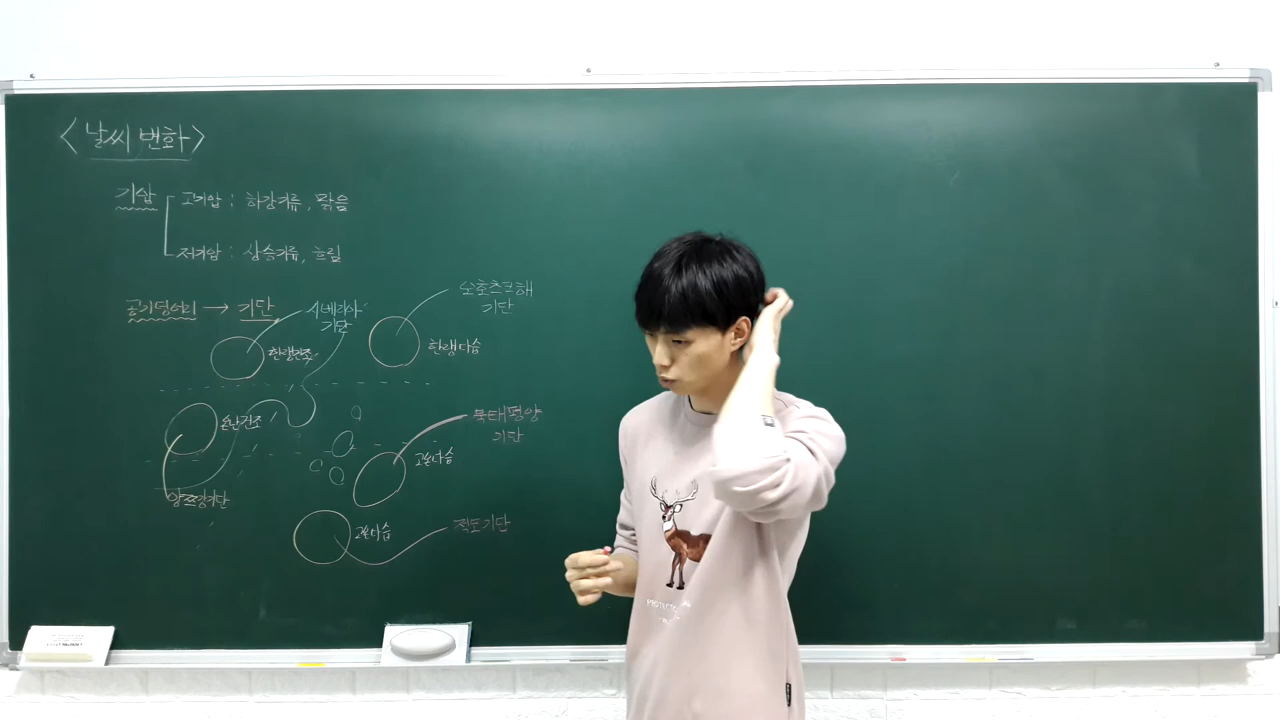 <날씨 변화>
기압
고기압 : 하강기류, 맑음
저기압 : 상승기류, 흐림
공기덩어리 → 기단
시베리아
기단
한랭건조
오호츠크해
기단
한랭다습
온난건조
양쯔강기단
북태평양
기단
고온다습
고온다습
적도기단